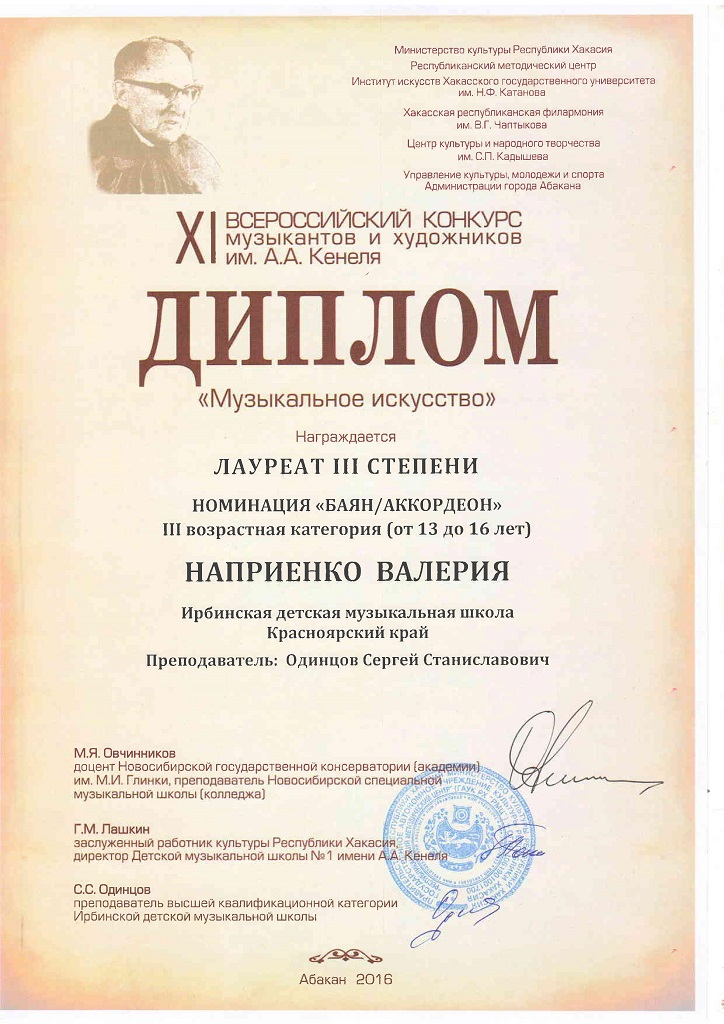 Министерство культуры Республики Хакасия
Республиканский методический центр
Институт искусств Хакасского государственного университета
им. Н.Ф. Катанова
Хакасская республиканская филармония
им. В.Г. Чаптыкова
Центр культуры и народного творчества
им. С.П. Кадышева
Управление культуры, молодежи и спорта
Администрации города Абакана
XI ВСЕРОССИЙСКИЙ КОНКУРС
музыкантов и художников
им. А.А. Кенеля
ДИПЛОМ
«Музыкальное искусство»
Награждается
ЛАУРЕАТ III СТЕПЕНИ
НОМИНАЦИЯ «БАЯН/АККОРДЕОН»
III возрастная категория (от 13 до 16 лет)
НАПРИЕНКО ВАЛЕРИЯ
Ирбинская детская музыкальная школа
Красноярский край
Преподаватель: Одинцов Сергей Станиславович
М.Я. Овчинников
доцент Новосибирской государственной консерватории (академии)
им. М.И. Глинки, преподаватель Новосибирской специальной
музыкальной школы (колледжа)
Г.М. Лашкин
заслуженный работник культуры Республики Хакасия,
директор Детской музыкальной школы №1 имени А.А. Кенеля
С.С. Одинцов
преподаватель высшей квалификационной категории
Ирбинской детской музыкальной школы
Абакан 2016